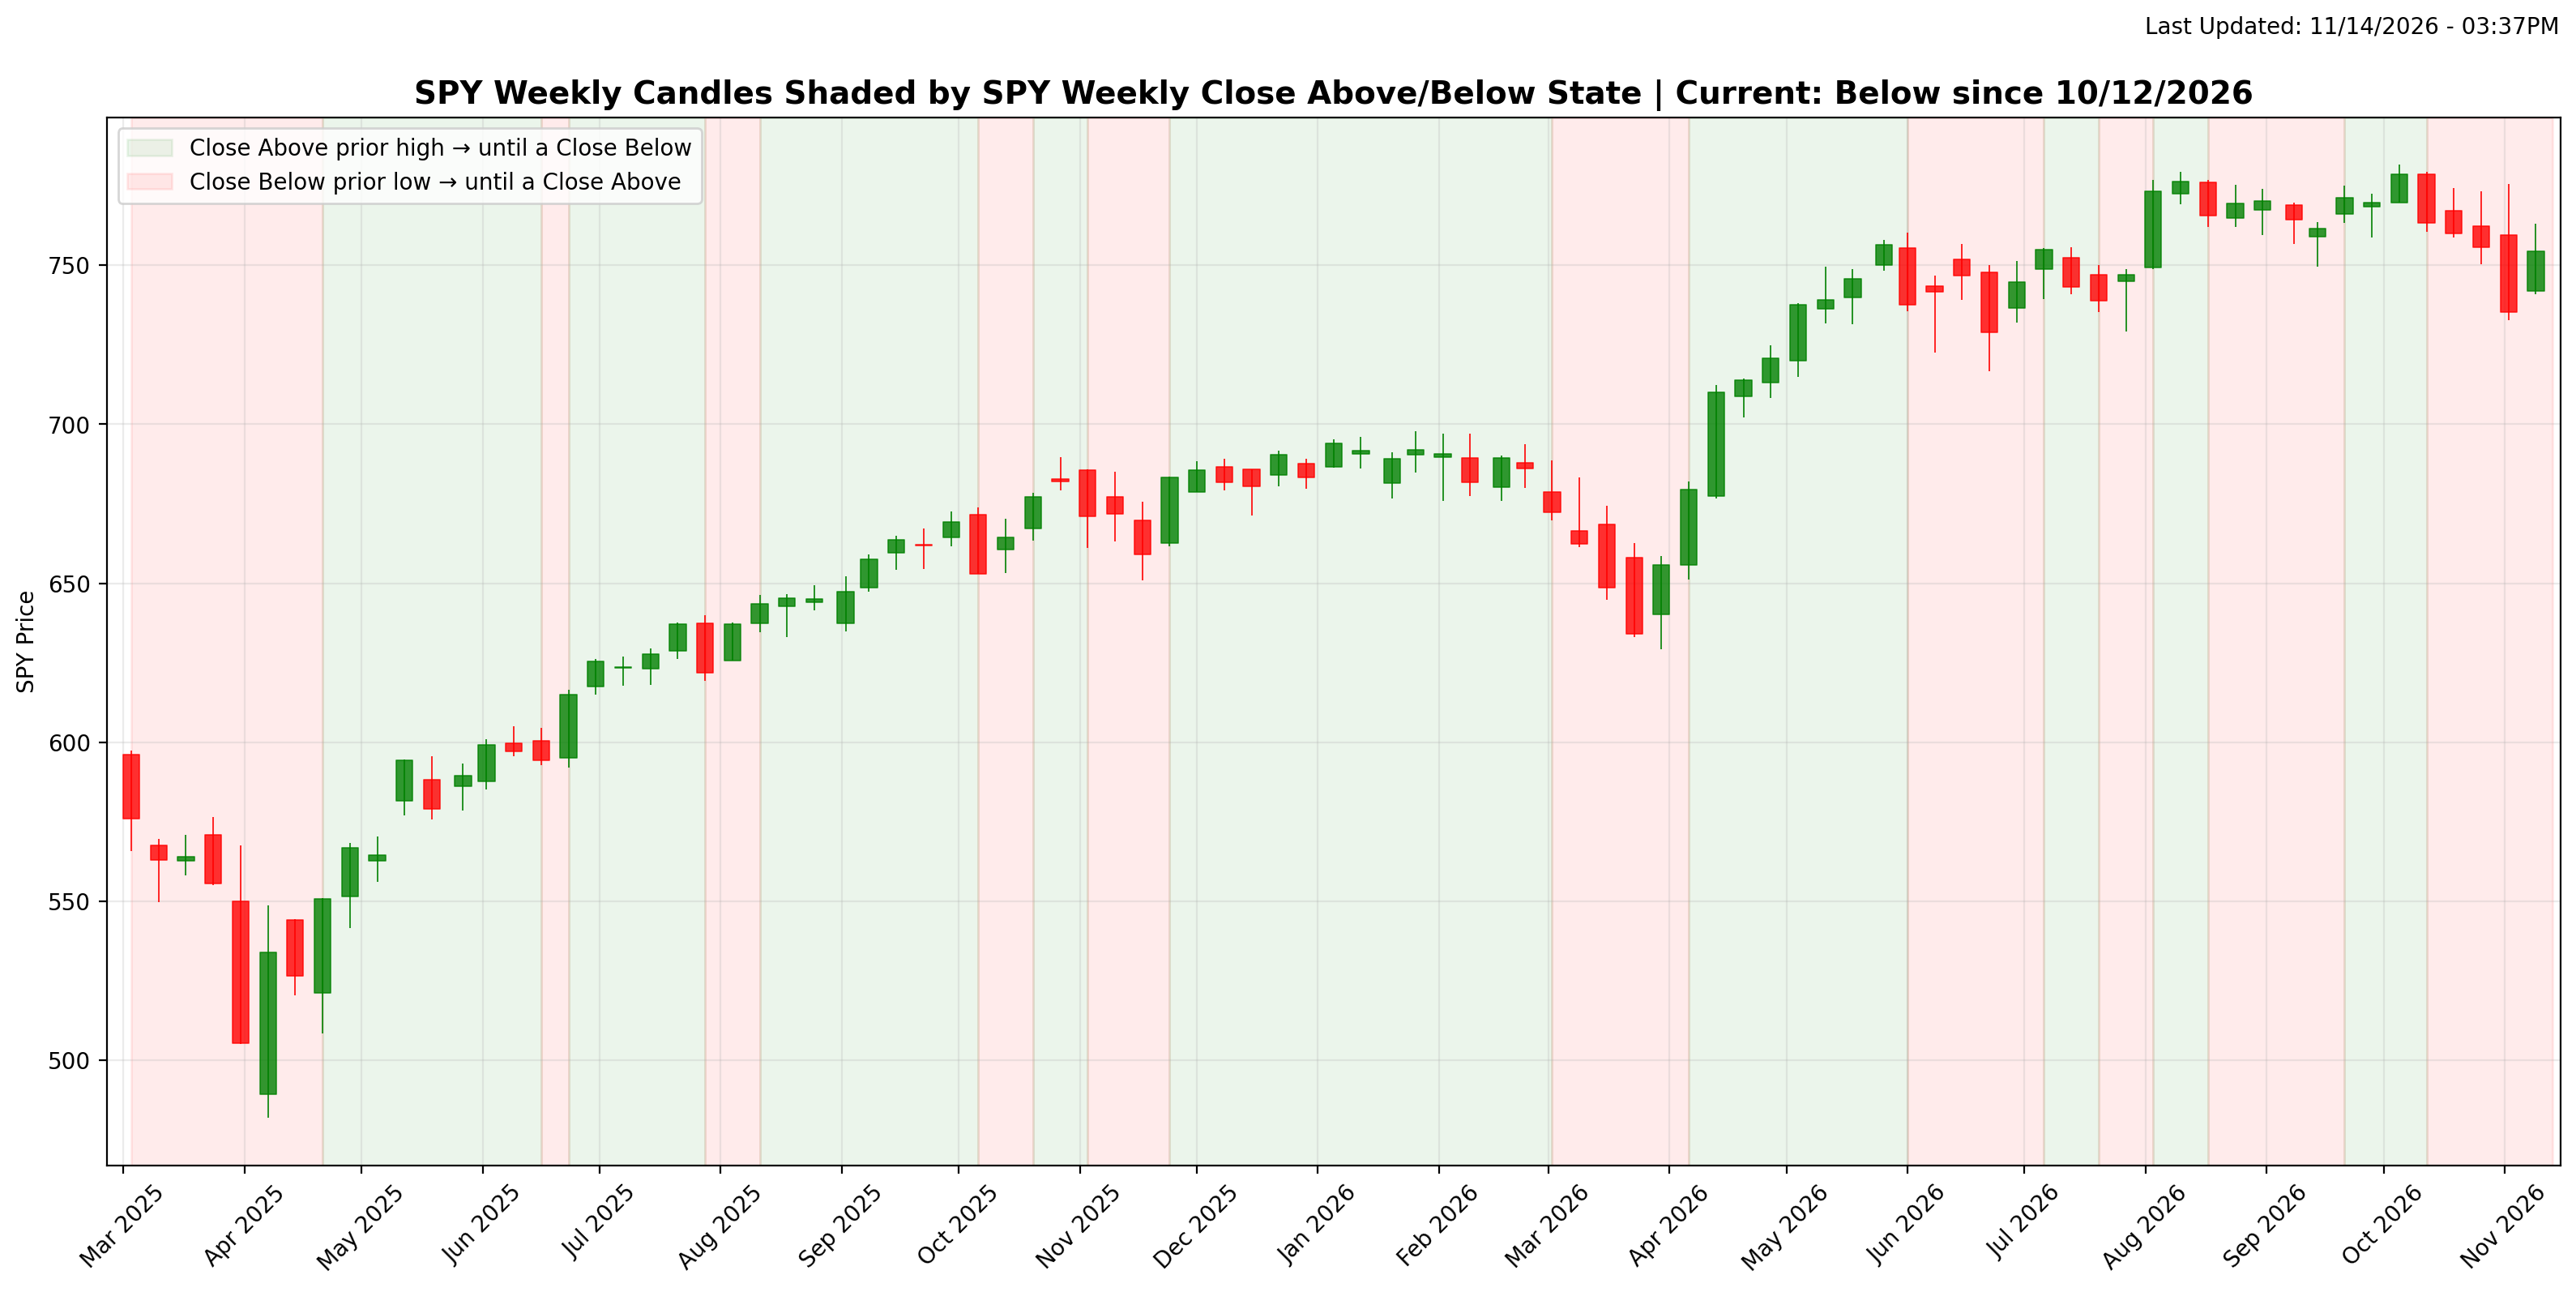 Last Updated: 11/14/2026 - 03:37PM
SPY Weekly Candles Shaded by SPY Weekly Close Above/Below State | Current: Below since 10/12/2026
Close Above prior high → until a Close Below
Close Below prior low → until a Close Above
SPY Price
750
700
650
600
550
500
Mar 2025
Apr 2025
May 2025
Jun 2025
Jul 2025
Aug 2025
Sep 2025
Oct 2025
Nov 2025
Dec 2025
Jan 2026
Feb 2026
Mar 2026
Apr 2026
May 2026
Jun 2026
Jul 2026
Aug 2026
Sep 2026
Oct 2026
Nov 2026